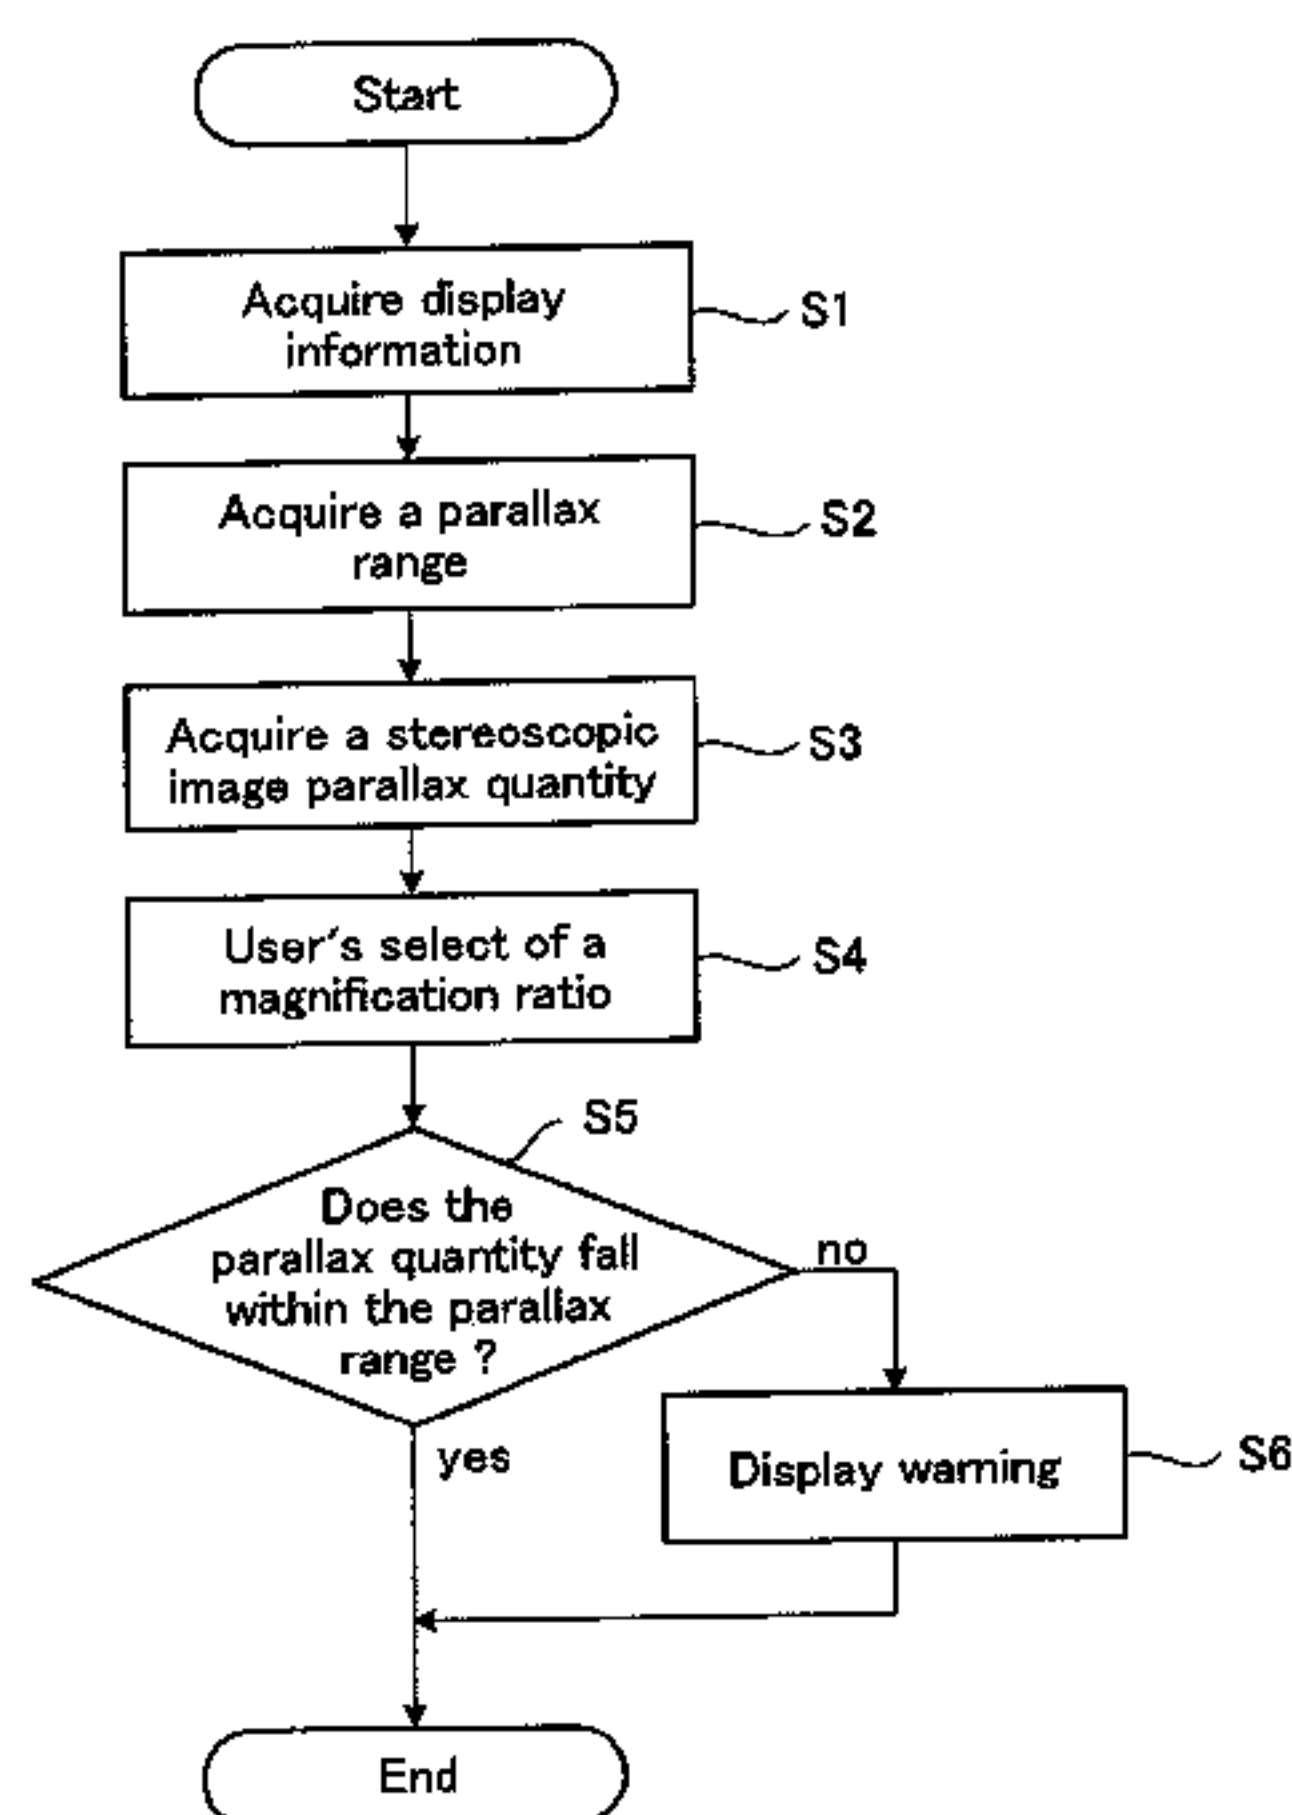 Start
Acquire display
information
S1
Acquire a parallax
range
S2
Acquire a stereoscopic
image parallax quantity
S3
User's select of a
magnification ratio
S4
S5
Does the
parallax quantity fall
within the parallax
range ?
no
yes
Display warning
S6
End